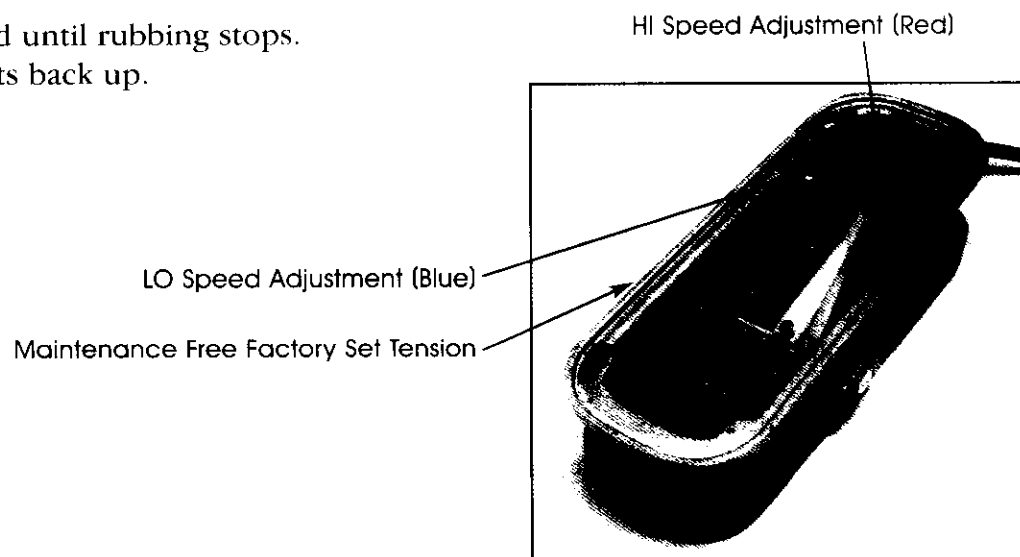 d until rubbing stops.
ts back up.
HI Speed Adjustment (Red)
LO Speed Adjustment (Blue)
Maintenance Free Factory Set Tension